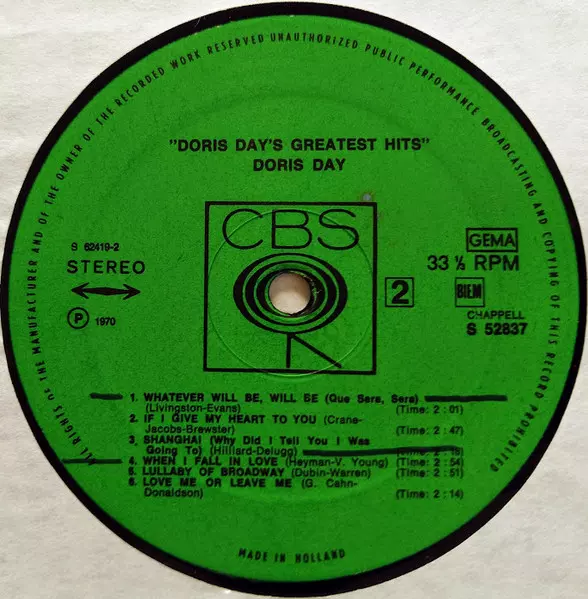 ALL RIGHTS OF THE MANUFACTURER AND OF THE OWNER OF THE RECORDED WORK RESERVED UNAUTHORIZED PUBLIC PERFORMANCE BROADCASTING AND COPYING OF THIS RECORD PROHIBITED
"DORIS DAY'S GREATEST HITS"
DORIS DAY
CBS
S 62419-2
STEREO
P 1970
GEMA
33 ⅓ RPM
2
BIEM
CHAPPELL
S 52837
1. WHATEVER WILL BE, WILL BE (Que Sera, Sera)
(Livingston-Evans) (Time: 2:01)
2. IF I GIVE MY HEART TO YOU (Crane-
Jacobs-Brewster) (Time: 2:47)
3. SHANGHAI (Why Did I Tell You I Was
Going To) (Hilliard-Delugg)
4. WHEN I FALL IN LOVE (Heyman-V. Young) (Time: 2:54)
5. LULLABY OF BROADWAY (Dubin-Warren) (Time: 2:51)
6. LOVE ME OR LEAVE ME (G. Cahn-
Donaldson) (Time: 2:14)
MADE IN HOLLAND